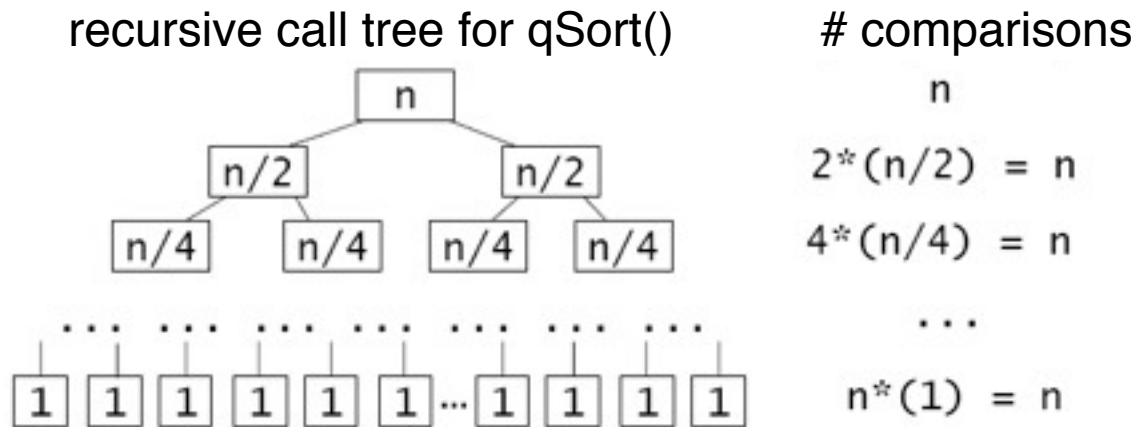 recursive call tree for qSort() # comparisons
n n
n/2 n/2 2*(n/2) = n
n/4 n/4 n/4 n/4 4*(n/4) = n
... ... ... ... ... ... ... ...
1 1 1 1 1 1 ... 1 1 1 1 n*(1) = n